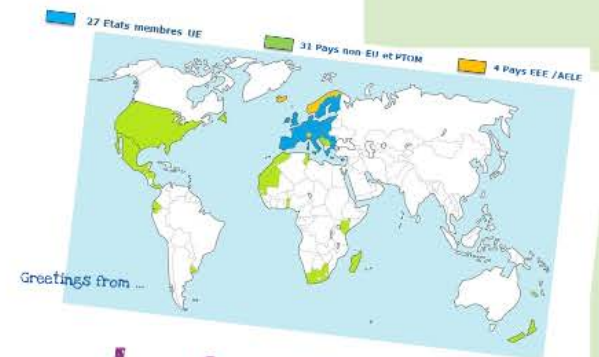 27 Etats membres UE
31 Pays non-EU et PTOM
4 Pays EEE /AELE
Greetings from ...